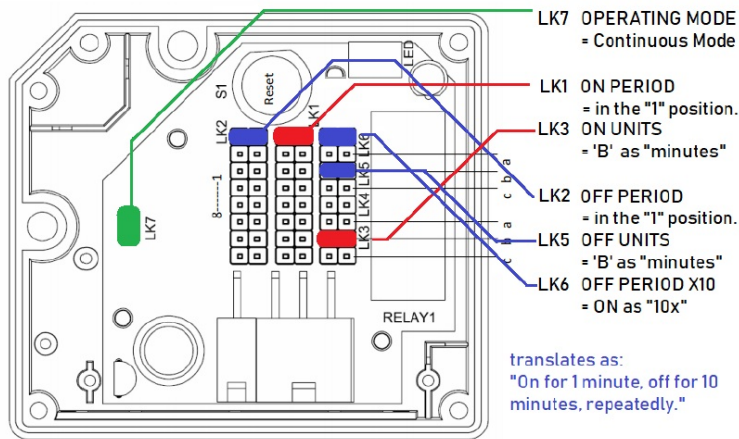 LK7 OPERATING MODE
= Continuous Mode
LK1 ON PERIOD
= in the "1" position.
LK3 ON UNITS
= 'B' as "minutes"
LK2 OFF PERIOD
= in the "1" position.
LK5 OFF UNITS
= 'B' as "minutes"
LK6 OFF PERIOD X10
= ON as "10x"
translates as:
"On for 1 minute, off for 10
minutes, repeatedly."
LED
S1
Reset
LK2
LK1
LK6
LK5
LK4
LK3
8------1
a
b
c
a
b
c
LK7
RELAY1